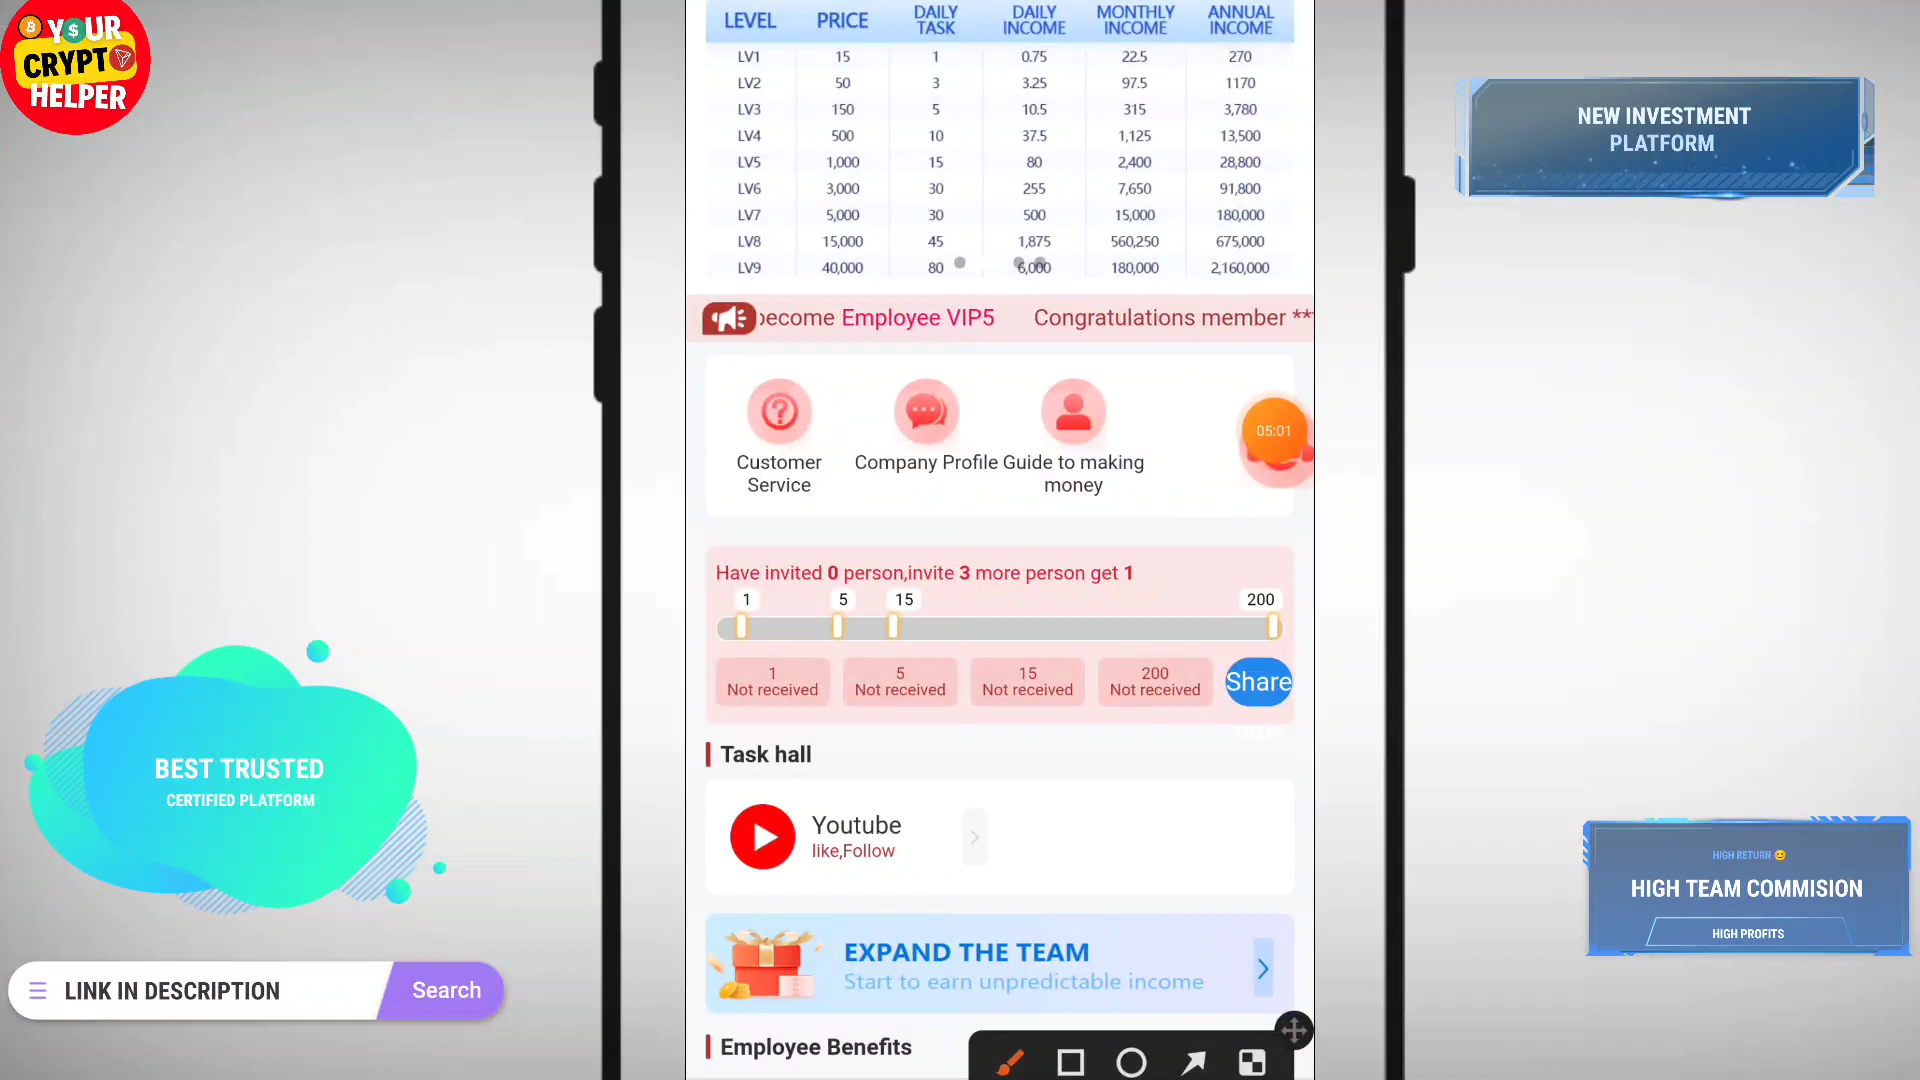 Y$UR
CRYPT
HELPER
LEVEL PRICE DAILY TASK DAILY INCOME MONTHLY INCOME ANNUAL INCOME
LV1 15 1 0.75 22.5 270
LV2 50 3 3.25 97.5 1170
LV3 150 5 10.5 315 3,780
LV4 500 10 37.5 1,125 13,500
LV5 1,000 15 80 2,400 28,800
LV6 3,000 30 255 7,650 91,800
LV7 5,000 30 500 15,000 180,000
LV8 15,000 45 1,875 560,250 675,000
LV9 40,000 80 6,000 180,000 2,160,000
NEW INVESTMENT
PLATFORM
become Employee VIP5 Congratulations member **
Customer
Service
Company Profile
Guide to making
money
05:01
Have invited 0 person,invite 3 more person get 1
1 5 15 200
1
Not received
5
Not received
15
Not received
200
Not received
Share
now
Task hall
Youtube
like,Follow
EXPAND THE TEAM
Start to earn unpredictable income
Employee Benefits
BEST TRUSTED
CERTIFIED PLATFORM
LINK IN DESCRIPTION
Search
HIGH RETURN 😊
HIGH TEAM COMMISION
HIGH PROFITS